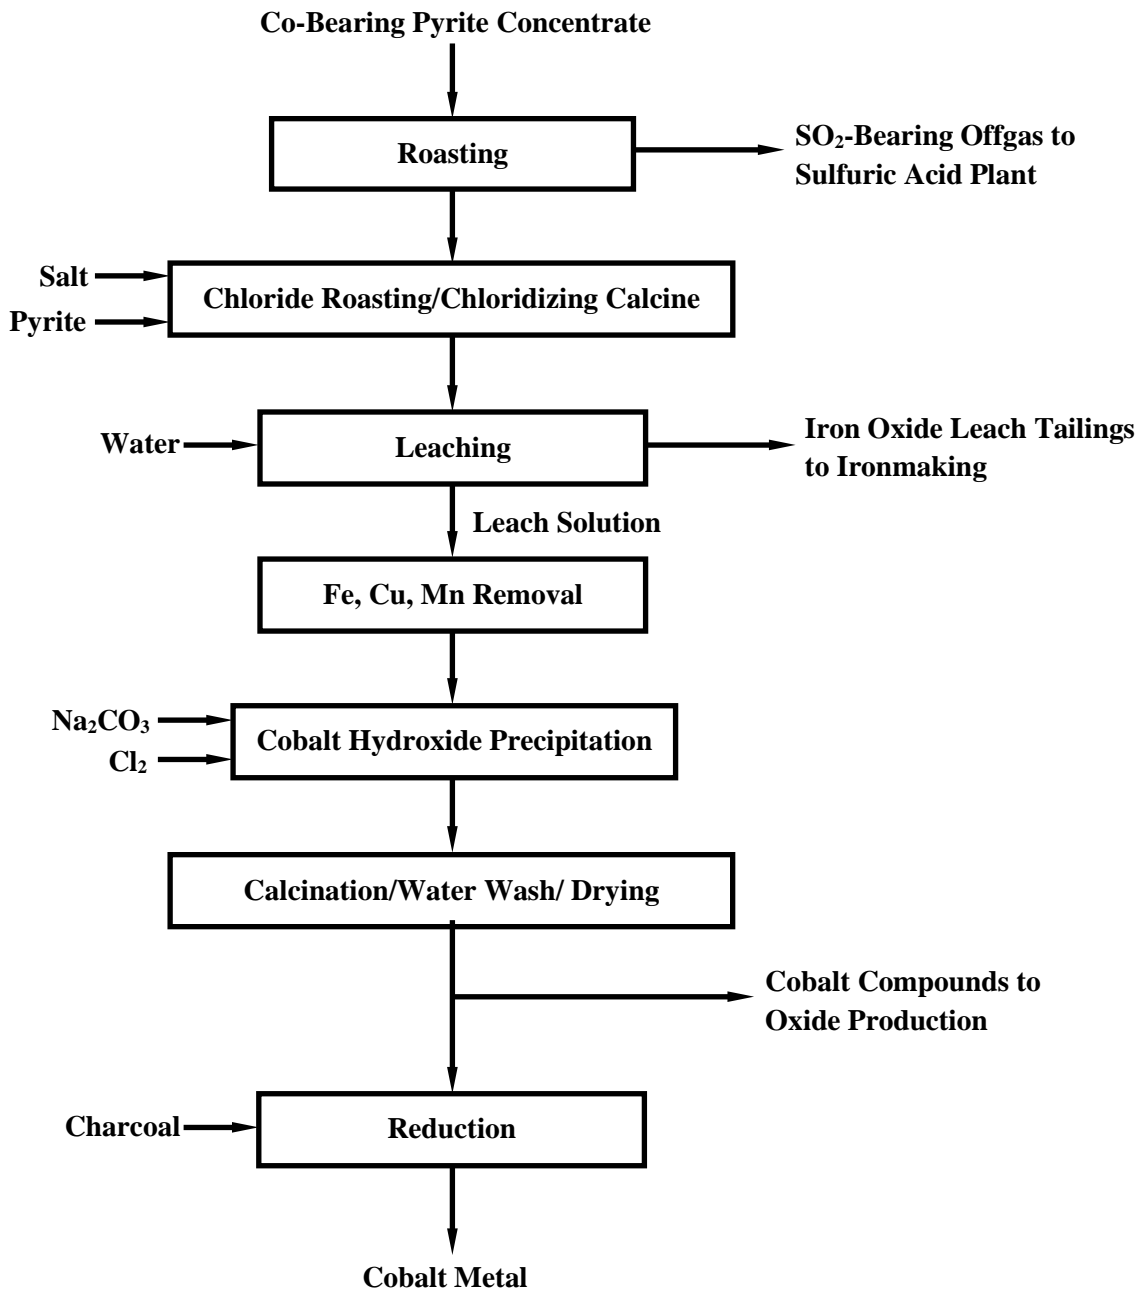 Co-Bearing Pyrite Concentrate
Roasting
SO₂-Bearing Offgas to
Sulfuric Acid Plant
Salt
Pyrite
Chloride Roasting/Chloridizing Calcine
Water
Leaching
Iron Oxide Leach Tailings
to Ironmaking
Leach Solution
Fe, Cu, Mn Removal
Na₂CO₃
Cl₂
Cobalt Hydroxide Precipitation
Calcination/Water Wash/ Drying
Cobalt Compounds to
Oxide Production
Charcoal
Reduction
Cobalt Metal